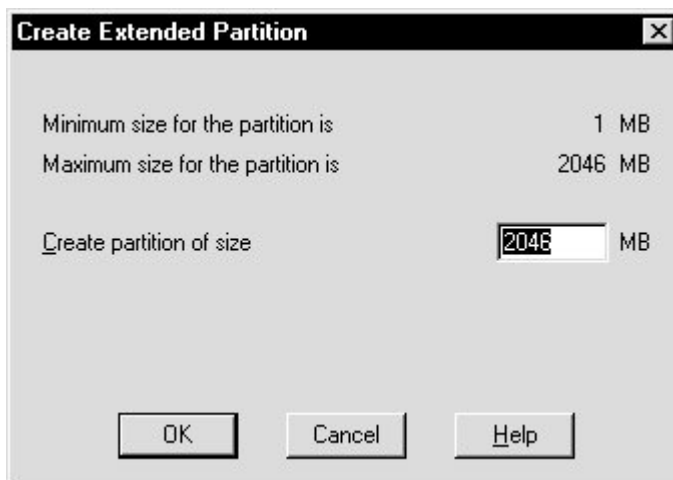 Create Extended Partition
Minimum size for the partition is 1 MB
Maximum size for the partition is 2046 MB
Create partition of size 2046 MB
OK Cancel Help